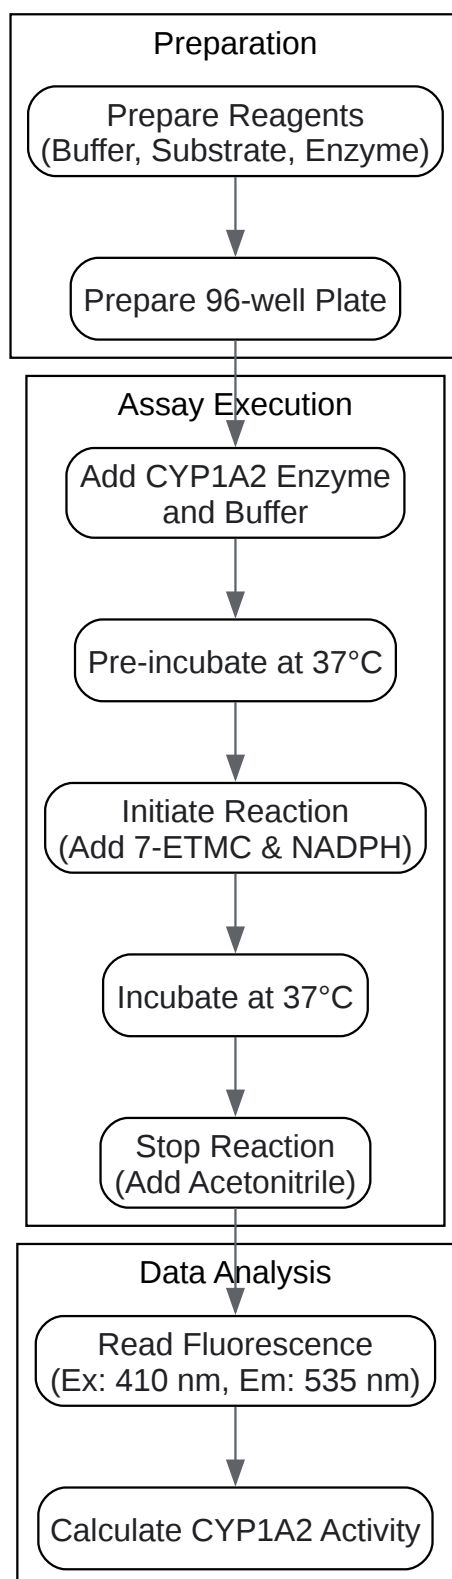 Preparation
Prepare Reagents
(Buffer, Substrate, Enzyme)
Prepare 96-well Plate
Assay Execution
Add CYP1A2 Enzyme
and Buffer
Pre-incubate at 37°C
Initiate Reaction
(Add 7-ETMC & NADPH)
Incubate at 37°C
Stop Reaction
(Add Acetonitrile)
Data Analysis
Read Fluorescence
(Ex: 410 nm, Em: 535 nm)
Calculate CYP1A2 Activity